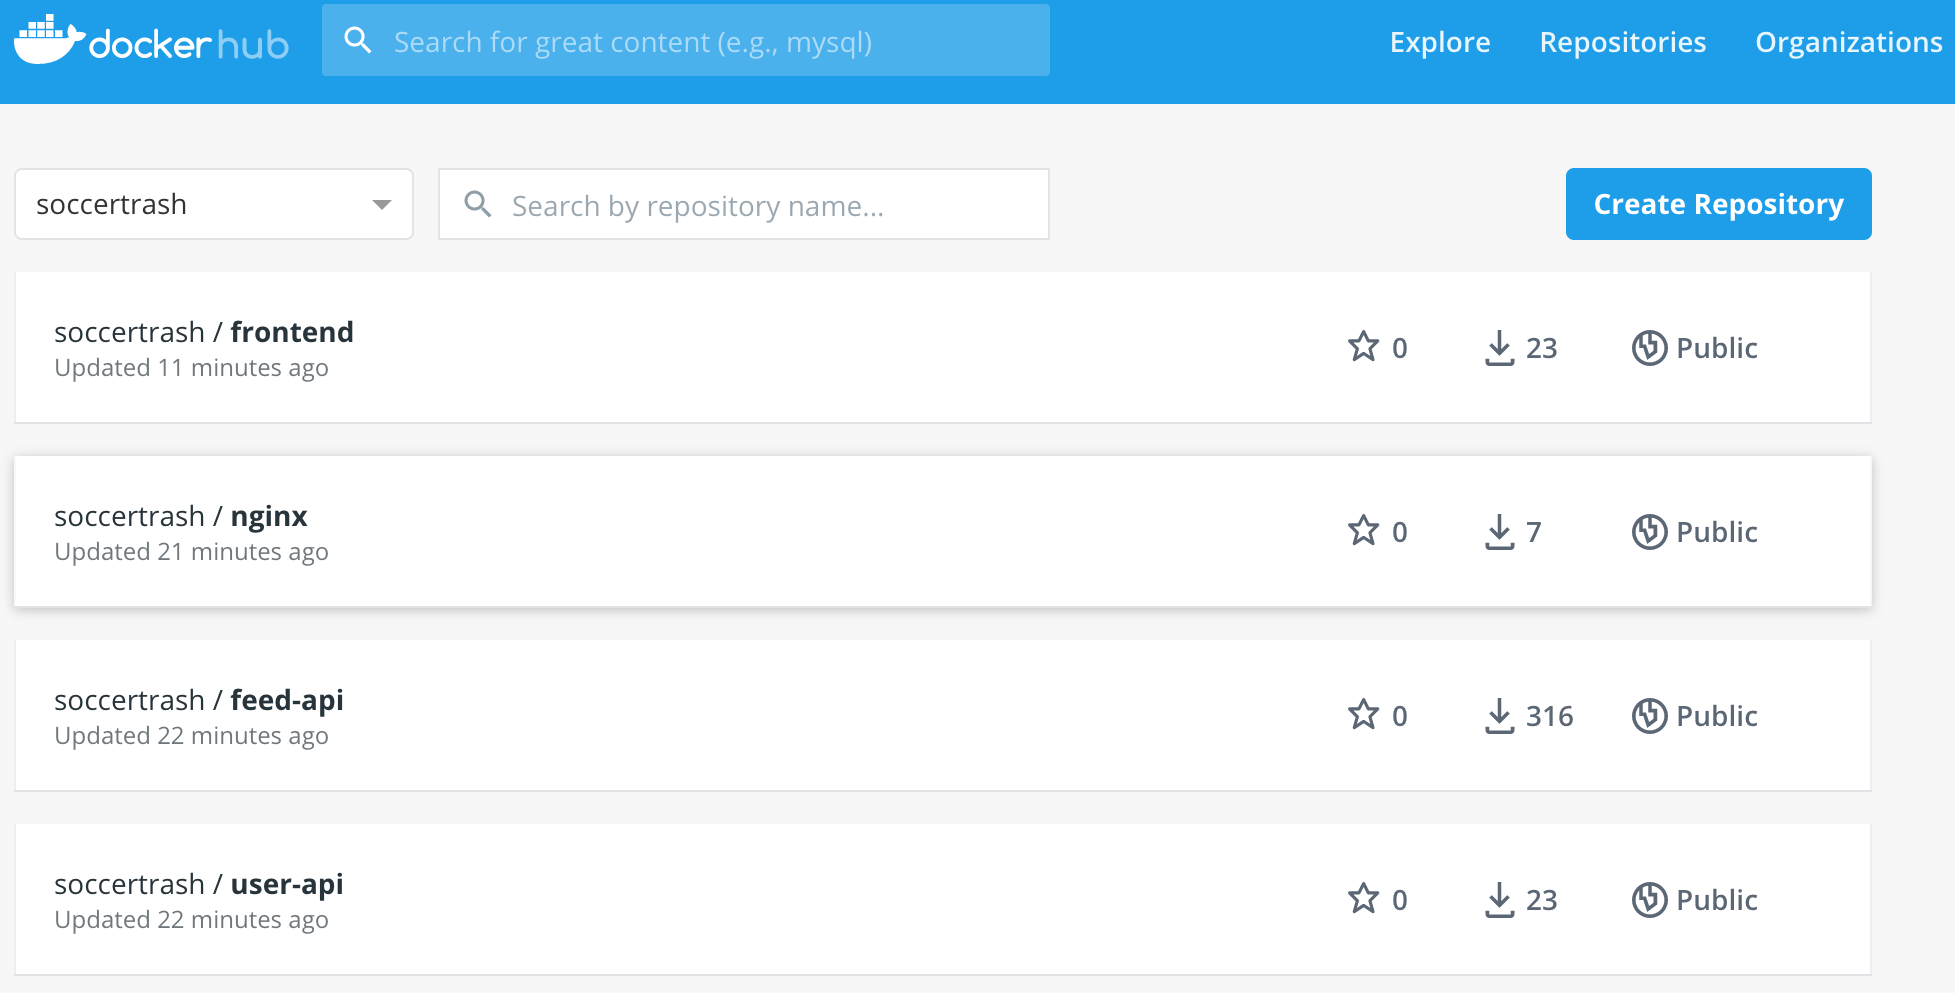 docker hub
Search for great content (e.g., mysql)
Explore
Repositories
Organizations
soccertrash
Search by repository name...
Create Repository
soccertrash / frontend
Updated 11 minutes ago
0
23
Public
soccertrash / nginx
Updated 21 minutes ago
0
7
Public
soccertrash / feed-api
Updated 22 minutes ago
0
316
Public
soccertrash / user-api
Updated 22 minutes ago
0
23
Public